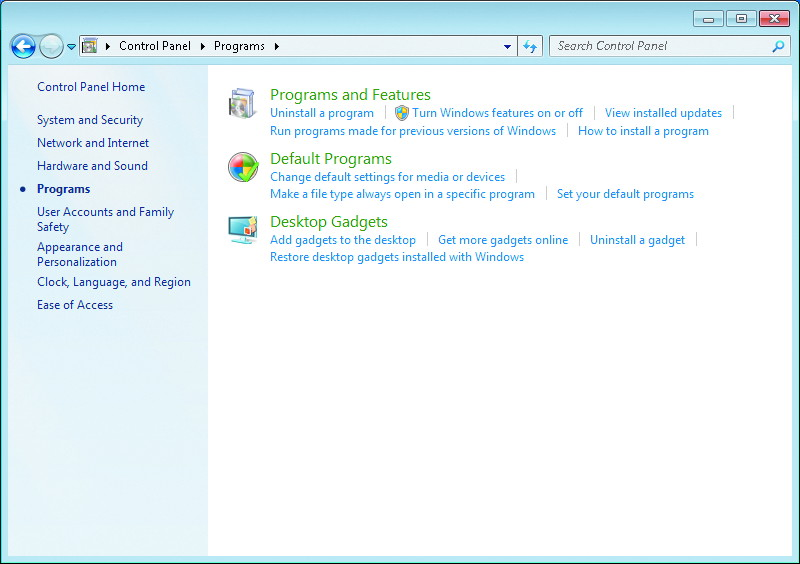 Control Panel Programs
Search Control Panel
Control Panel Home
System and Security
Network and Internet
Hardware and Sound
Programs
User Accounts and Family
Safety
Appearance and
Personalization
Clock, Language, and Region
Ease of Access
Programs and Features
Uninstall a program Turn Windows features on or off View installed updates
Run programs made for previous versions of Windows How to install a program
Default Programs
Change default settings for media or devices
Make a file type always open in a specific program Set your default programs
Desktop Gadgets
Add gadgets to the desktop Get more gadgets online Uninstall a gadget
Restore desktop gadgets installed with Windows